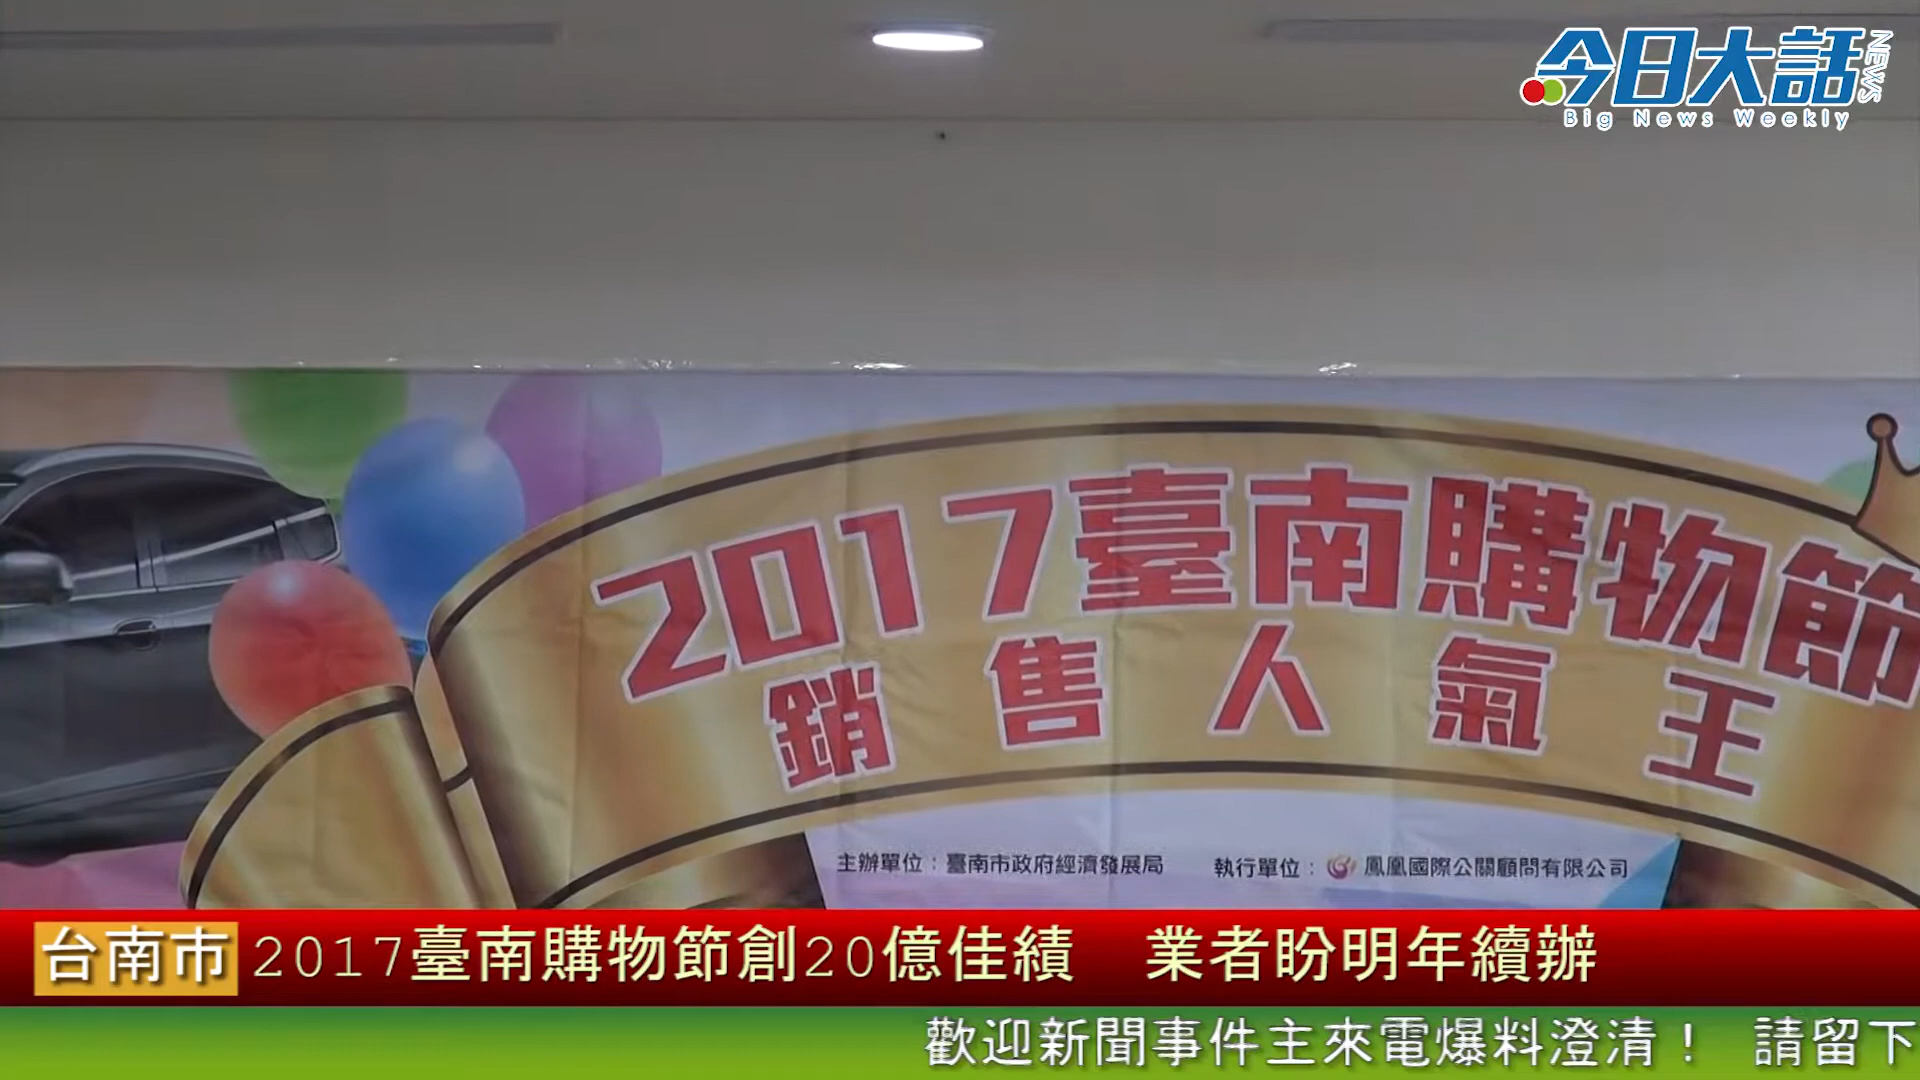 今日大話
NEWS
Big News Weekly
2017臺南購物節
銷售人氣王
主辦單位：臺南市政府經濟發展局
執行單位：鳳凰國際公關顧問有限公司
台南市
2017臺南購物節創20億佳績　業者盼明年續辦
歡迎新聞事件主來電爆料澄清！　請留下